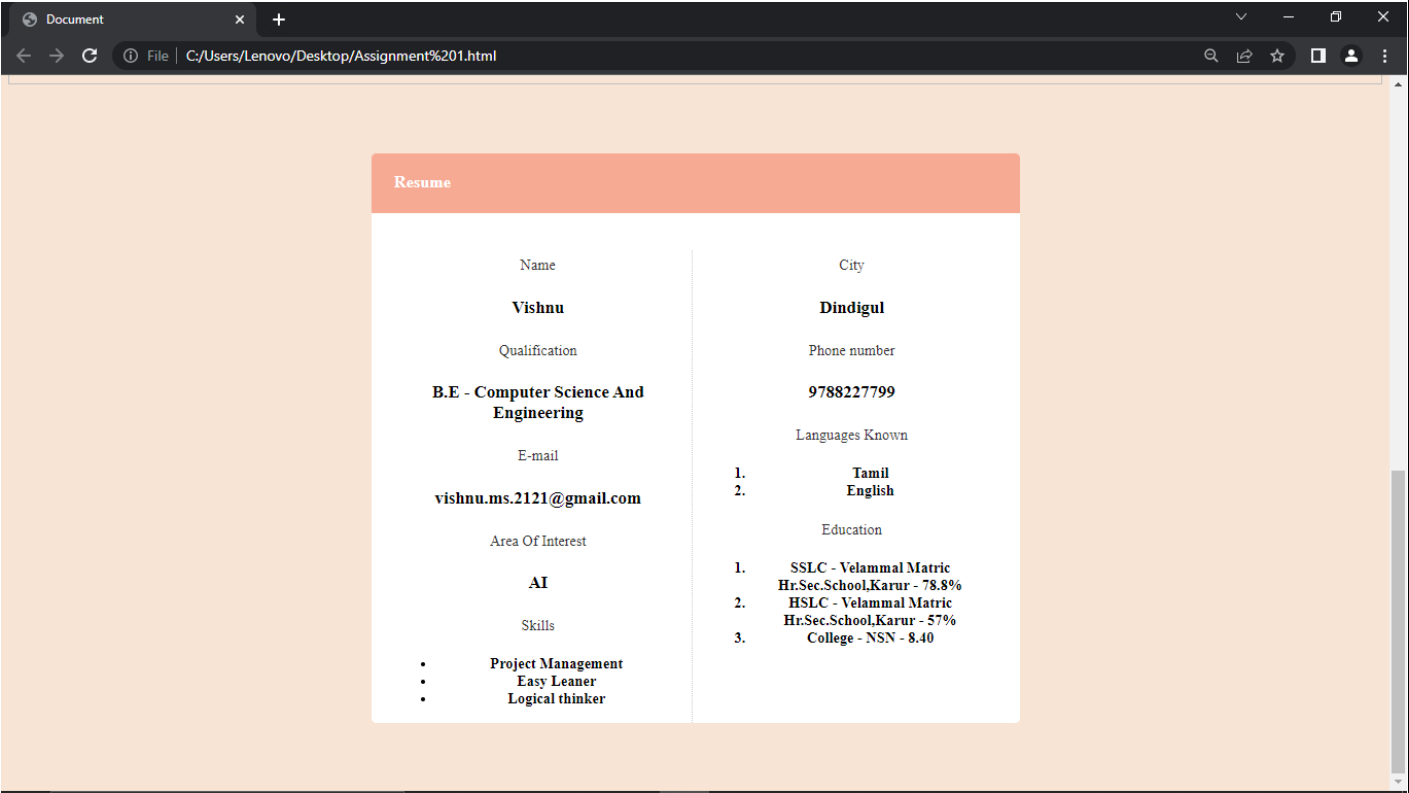 Document
File
C:/Users/Lenovo/Desktop/Assignment%201.html
Resume
Name
Vishnu
Qualification
B.E - Computer Science And
Engineering
E-mail
vishnu.ms.2121@gmail.com
Area Of Interest
AI
Skills
• Project Management
• Easy Leaner
• Logical thinker
City
Dindigul
Phone number
9788227799
Languages Known
1. Tamil
2. English
Education
1. SSLC - Velammal Matric
Hr.Sec.School,Karur - 78.8%
2. HSLC - Velammal Matric
Hr.Sec.School,Karur - 57%
3. College - NSN - 8.40